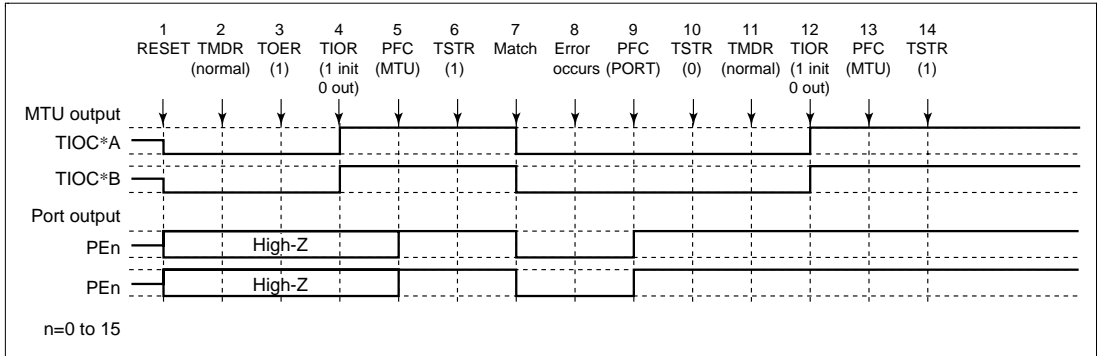 1 2 3 4 5 6 7 8 9 10 11 12 13 14
RESET TMDR TOER TIOR PFC TSTR Match Error PFC TSTR TMDR TIOR PFC TSTR
(normal) (1) (1 init (MTU) (1) occurs (PORT) (0) (normal) (1 init (MTU) (1)
0 out) 0 out)
MTU output
TIOC*A
TIOC*B
Port output
PEn High-Z
PEn High-Z
n=0 to 15